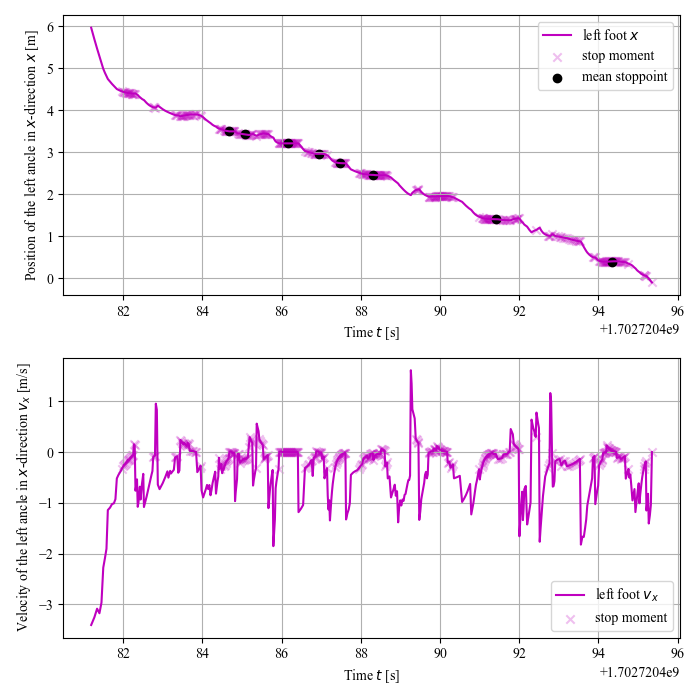 6
5
4
3
2
1
0
Position of the left angle in x-direction x [m]
left foot x
stop moment
mean stoppoint
82 84 86 88 90 92 94 96
Time t [s]
+1.7027204e9
1
0
−1
−2
−3
Velocity of the left angle in x-direction vx [m/s]
left foot vx
stop moment
82 84 86 88 90 92 94 96
Time t [s]
+1.7027204e9